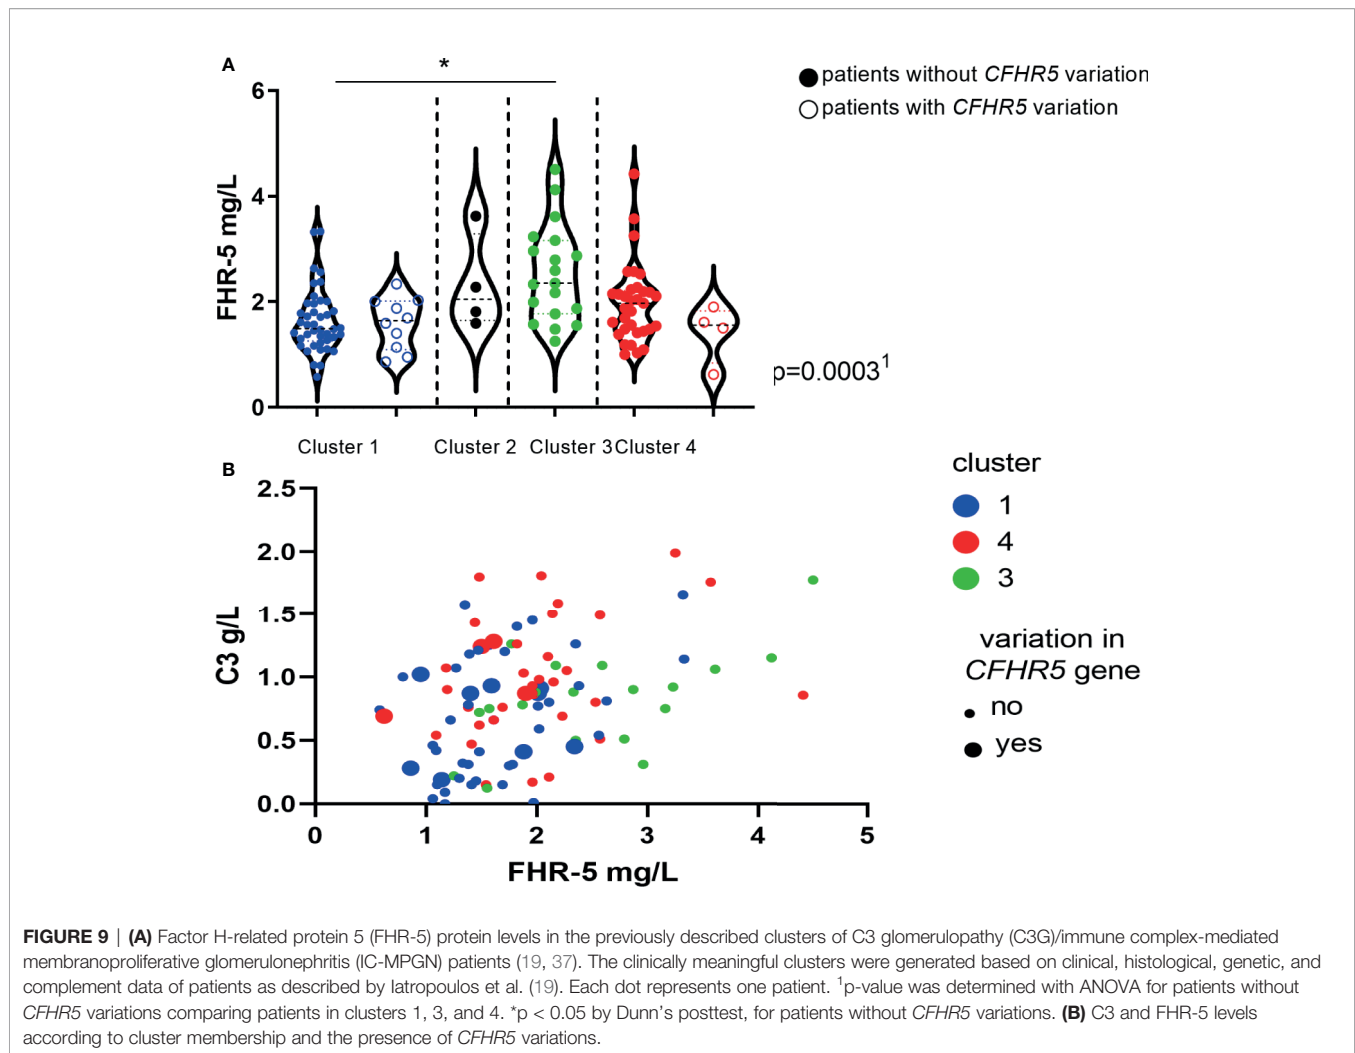 A
*
patients without CFHR5 variation
patients with CFHR5 variation
6
4
2
0
FHR-5 mg/L
p=0.0003¹
Cluster 1
Cluster 2
Cluster 3
Cluster 4
B
2.5
2.0
1.5
1.0
0.5
0.0
C3 g/L
0
1
2
3
4
5
FHR-5 mg/L
cluster
1
4
3
variation in
CFHR5 gene
no
yes
FIGURE 9 | (A) Factor H-related protein 5 (FHR-5) protein levels in the previously described clusters of C3 glomerulopathy (C3G)/immune complex-mediated
membranoproliferative glomerulonephritis (IC-MPGN) patients (19, 37). The clinically meaningful clusters were generated based on clinical, histological, genetic, and
complement data of patients as described by Iatropoulos et al. (19). Each dot represents one patient. ¹p-value was determined with ANOVA for patients without
CFHR5 variations comparing patients in clusters 1, 3, and 4. *p < 0.05 by Dunn's posttest, for patients without CFHR5 variations. (B) C3 and FHR-5 levels
according to cluster membership and the presence of CFHR5 variations.